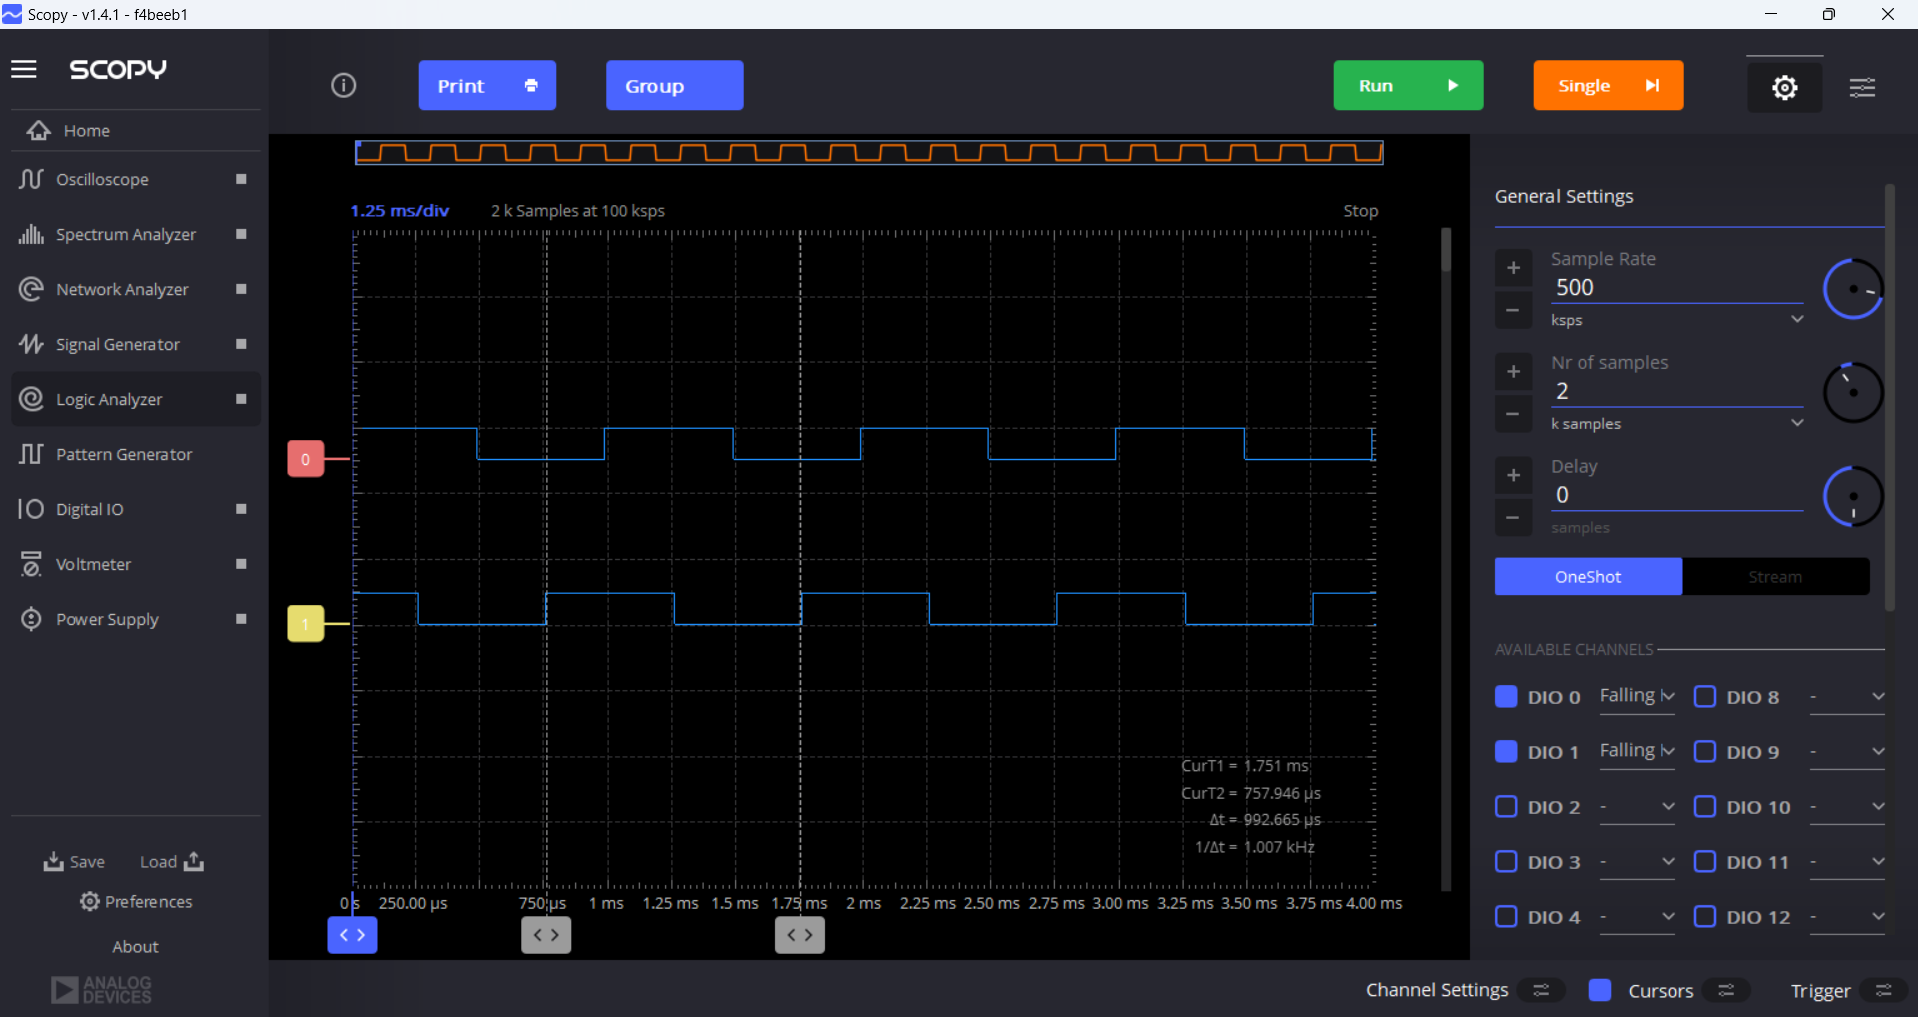 Scopy - v1.4.1 - f4beeb1
SCOPY
Print
Group
Run
Single
Home
Oscilloscope
Spectrum Analyzer
Network Analyzer
Signal Generator
Logic Analyzer
Pattern Generator
Digital IO
Voltmeter
Power Supply
Save
Load
Preferences
About
ANALOG
DEVICES
1.25 ms/div
2 k Samples at 100 ksps
Stop
0
1
CurT1 = 1.751 ms
CurT2 = 757.946 µs
Δt = 992.665 µs
1/Δt = 1.007 kHz
0 s 250.00 µs 750 µs 1 ms 1.25 ms 1.5 ms 1.75 ms 2 ms 2.25 ms 2.50 ms 2.75 ms 3.00 ms 3.25 ms 3.50 ms 3.75 ms 4.00 ms
General Settings
Sample Rate
500
ksps
Nr of samples
2
k samples
Delay
0
samples
OneShot
Stream
AVAILABLE CHANNELS
DIO 0 Falling DIO 8 -
DIO 1 Falling DIO 9 -
DIO 2 - DIO 10 -
DIO 3 - DIO 11 -
DIO 4 - DIO 12 -
Channel Settings
Cursors
Trigger